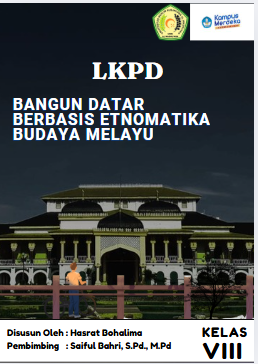 Kampus
Merdeka
LKPD
BANGUN DATAR
BERBASIS ETNOMATIKA
BUDAYA MELAYU
Disusun Oleh : Hasrat Bohalima
Pembimbing : Saiful Bahri, S.Pd., M.Pd
KELAS
VIII